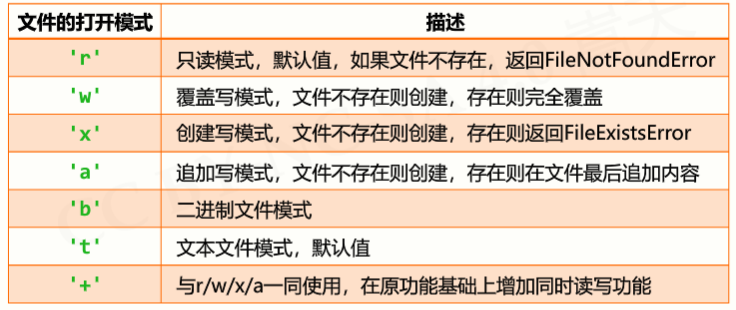 文件的打开模式 描述
'r' 只读模式，默认值，如果文件不存在，返回FileNotFoundError
'w' 覆盖写模式，文件不存在则创建，存在则完全覆盖
'x' 创建写模式，文件不存在则创建，存在则返回FileExistsError
'a' 追加写模式，文件不存在则创建，存在则在文件最后追加内容
'b' 二进制文件模式
't' 文本文件模式，默认值
'+' 与r/w/x/a一同使用，在原功能基础上增加同时读写功能